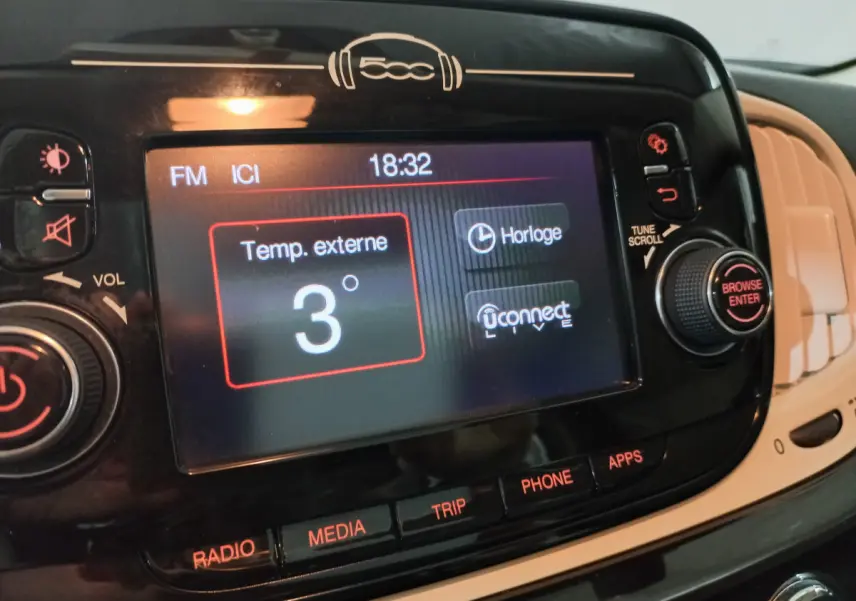 500
FM ICI 18:32
Temp. externe
3°
Horloge
uconnect
LIVE
VOL
TUNE
SCROLL
BROWSE
ENTER
RADIO MEDIA TRIP PHONE APPS
0